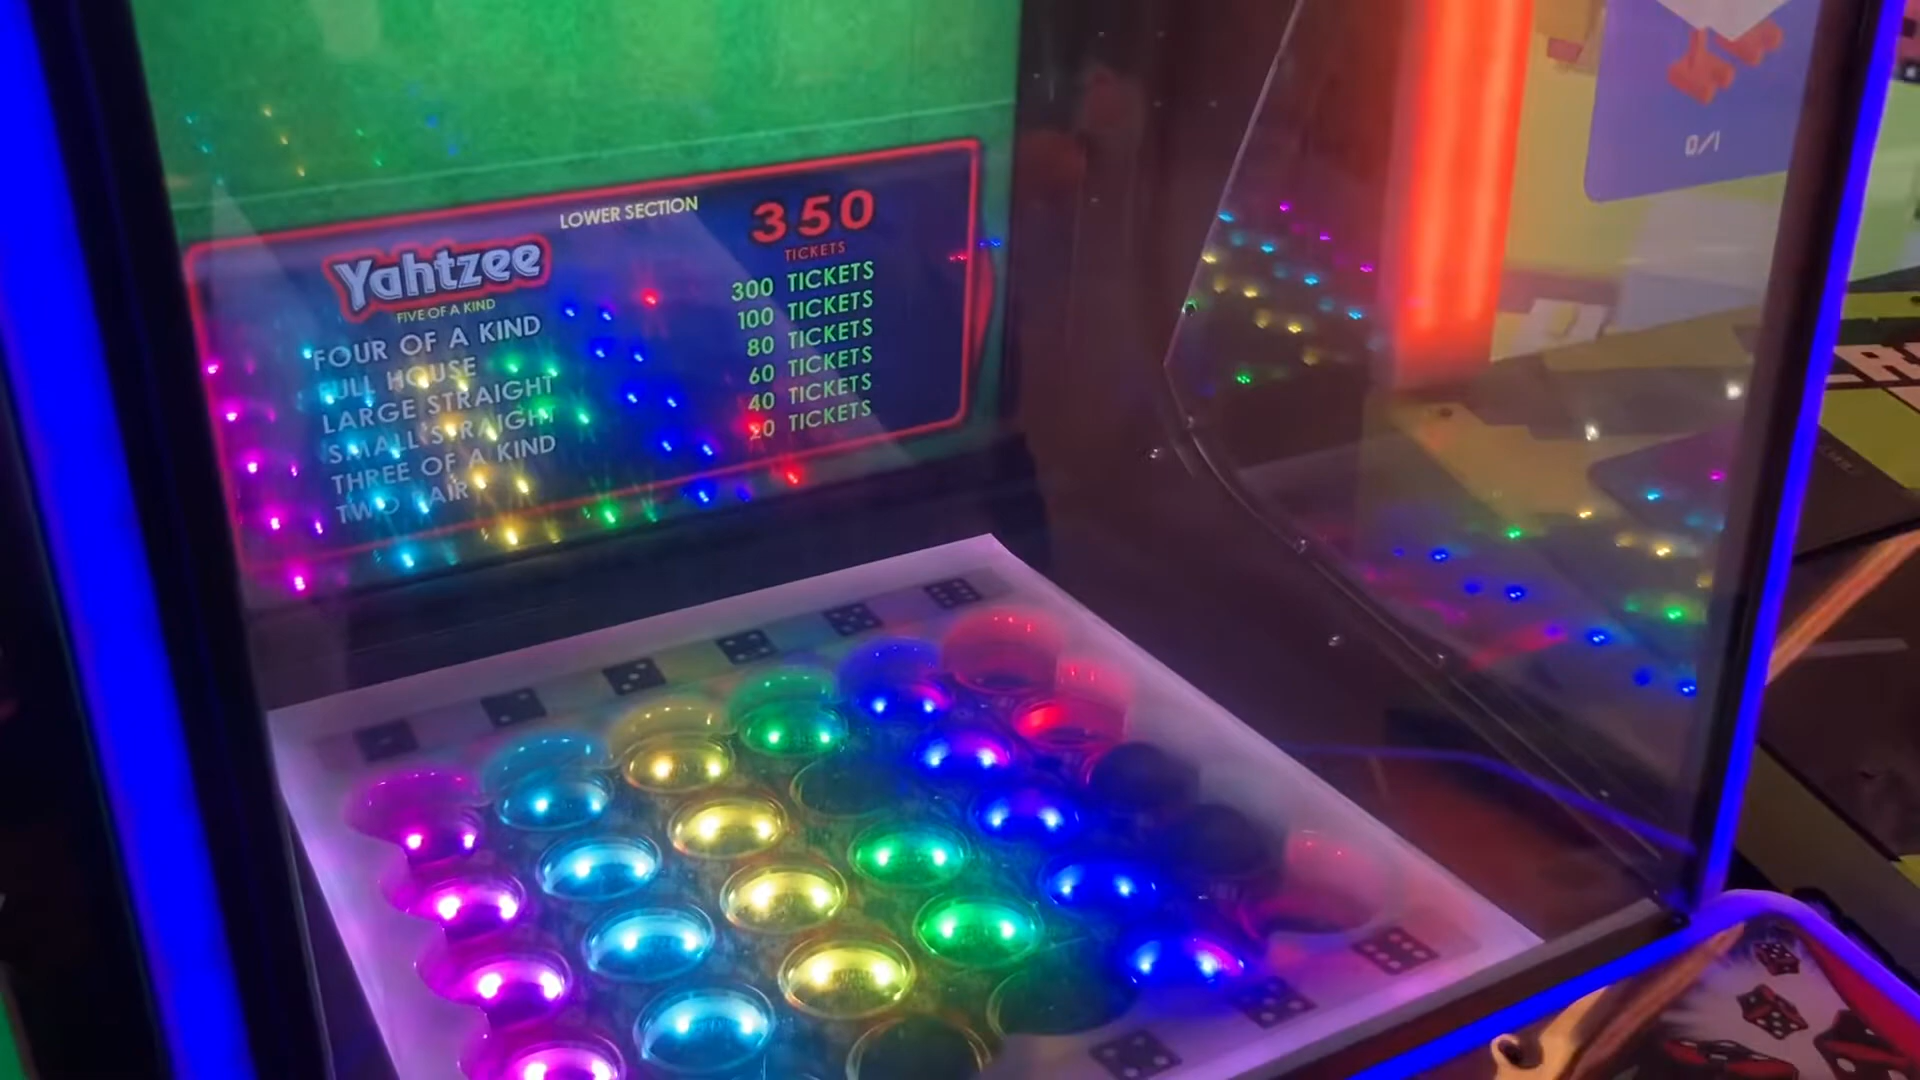 LOWER SECTION
350
TICKETS
Yahtzee
FIVE OF A KIND
300 TICKETS
FOUR OF A KIND
100 TICKETS
FULL HOUSE
80 TICKETS
LARGE STRAIGHT
60 TICKETS
SMALL STRAIGHT
40 TICKETS
THREE OF A KIND
20 TICKETS
TWO PAIR
0/1